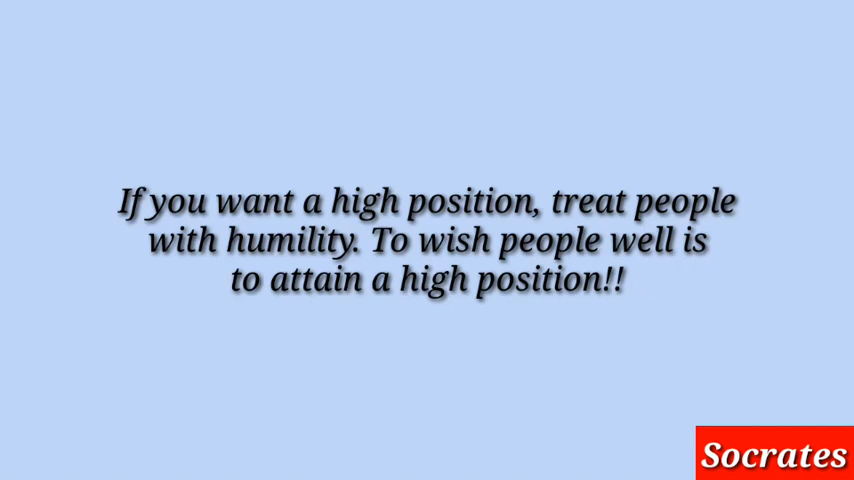 If you want a high position, treat people
with humility. To wish people well is
to attain a high position!!
Socrates